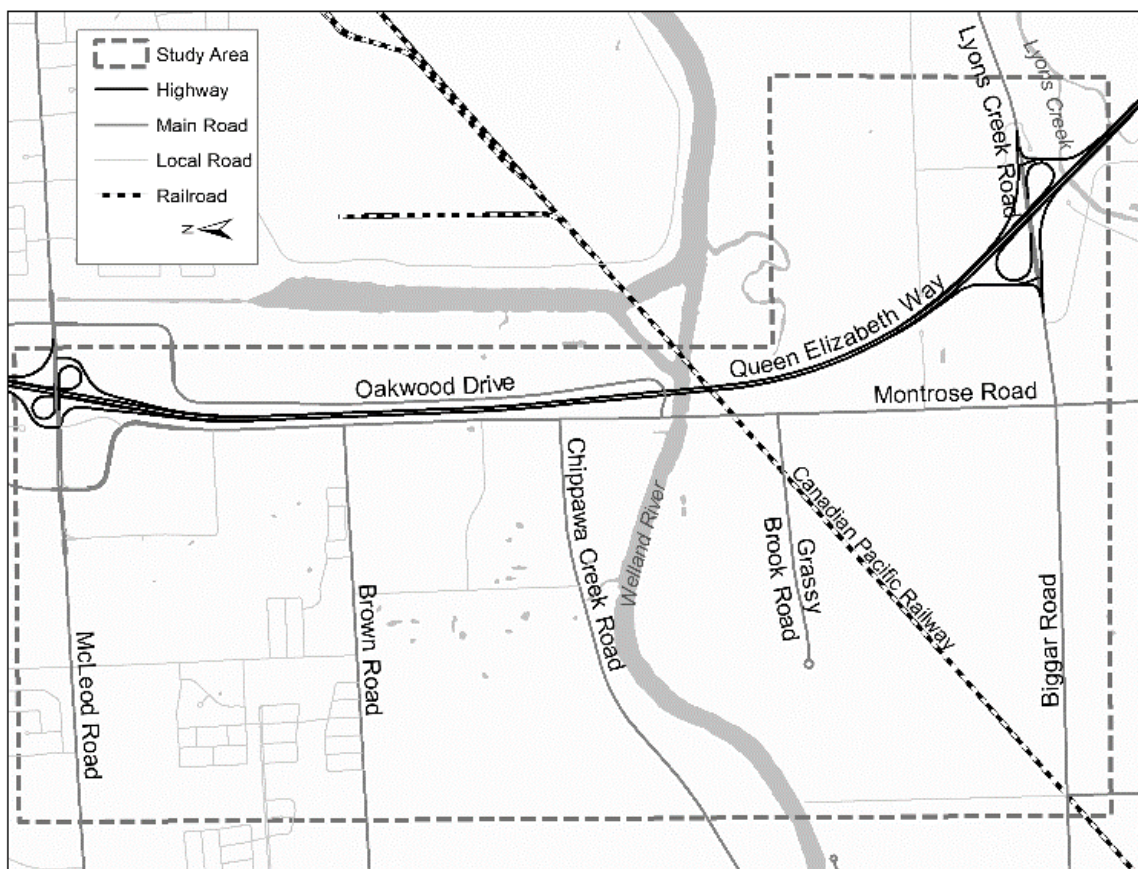 Study Area
Highway
Main Road
Local Road
Railroad
N
Lyons Creek Road
Lyons Creek
Queen Elizabeth Way
Oakwood Drive
Montrose Road
Chippawa Creek Road
Welland River
Canadian Pacific Railway
Grassy
Brook Road
Brown Road
McLeod Road
Biggar Road